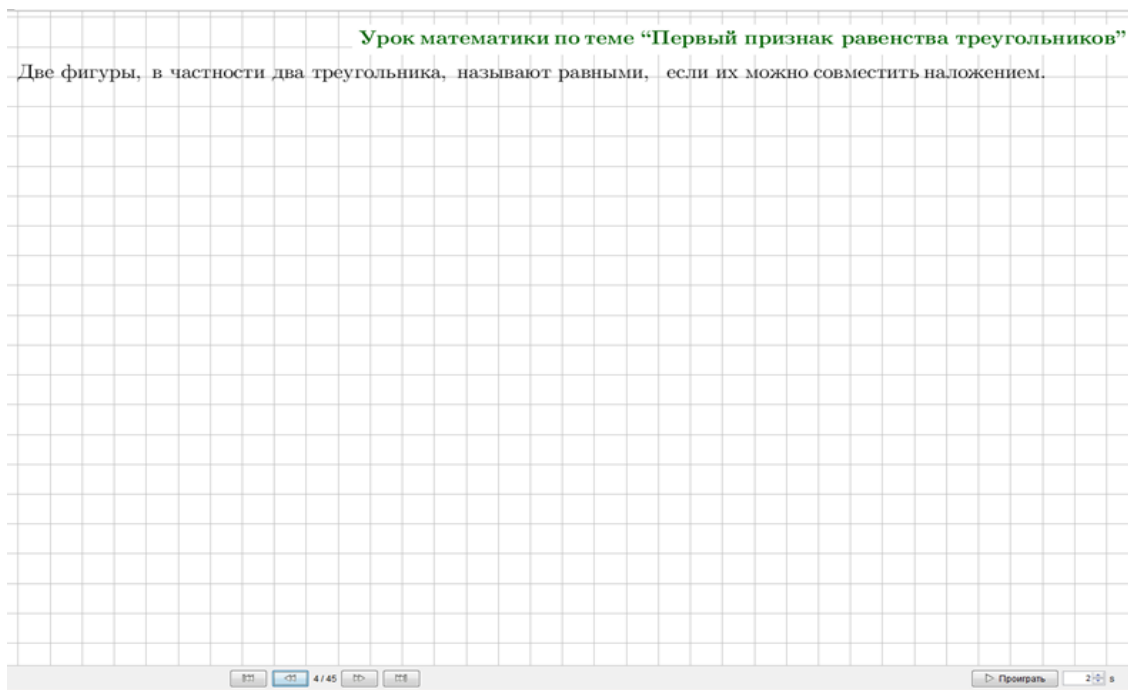 Урок математики по теме “Первый признак равенства треугольников”
Две фигуры, в частности два треугольника, называют равными, если их можно совместить наложением.
4 / 45
Проиграть
2 s